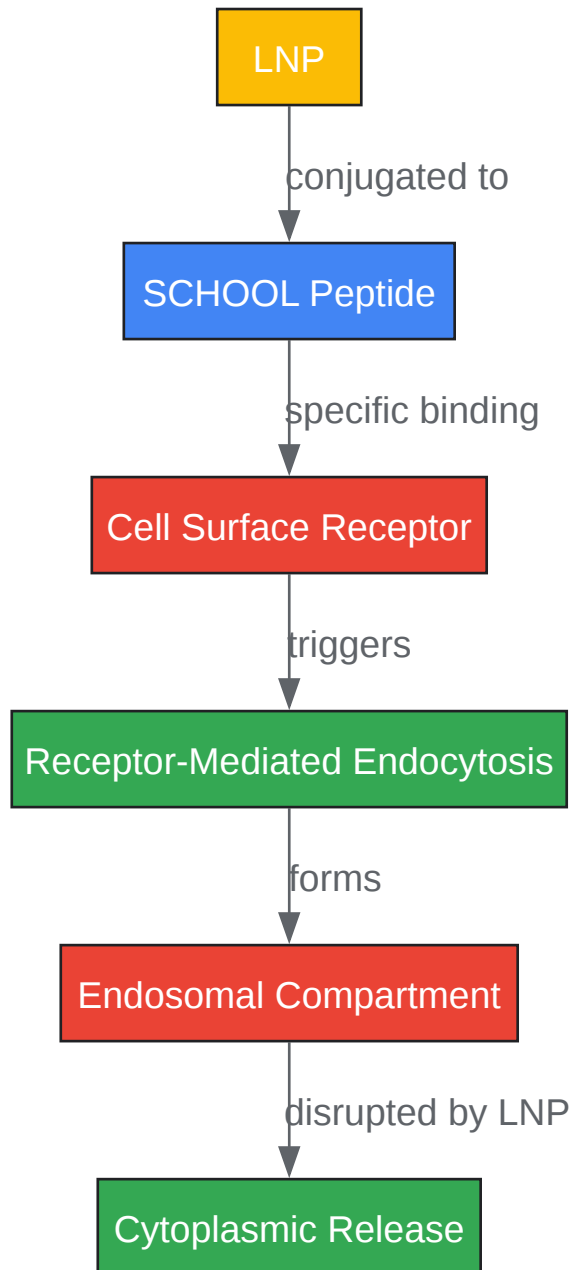 LNP
conjugated to
SCHOOL Peptide
specific binding
Cell Surface Receptor
triggers
Receptor-Mediated Endocytosis
forms
Endosomal Compartment
disrupted by LNP
Cytoplasmic Release